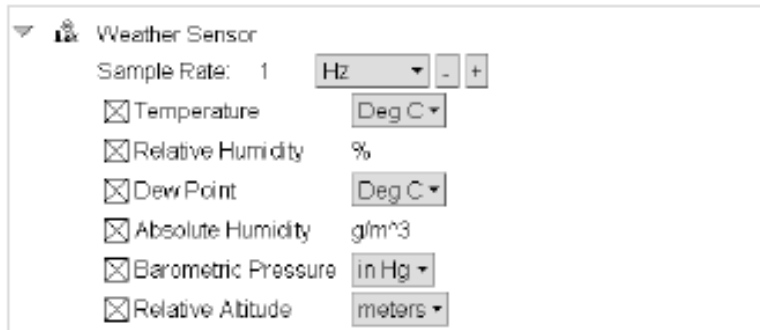 Weather Sensor
Sample Rate: 1 Hz - +
Temperature Deg C
Relative Humidity %
Dew Point Deg C
Absolute Humidity g/m^3
Barometric Pressure in Hg
Relative Altitude meters